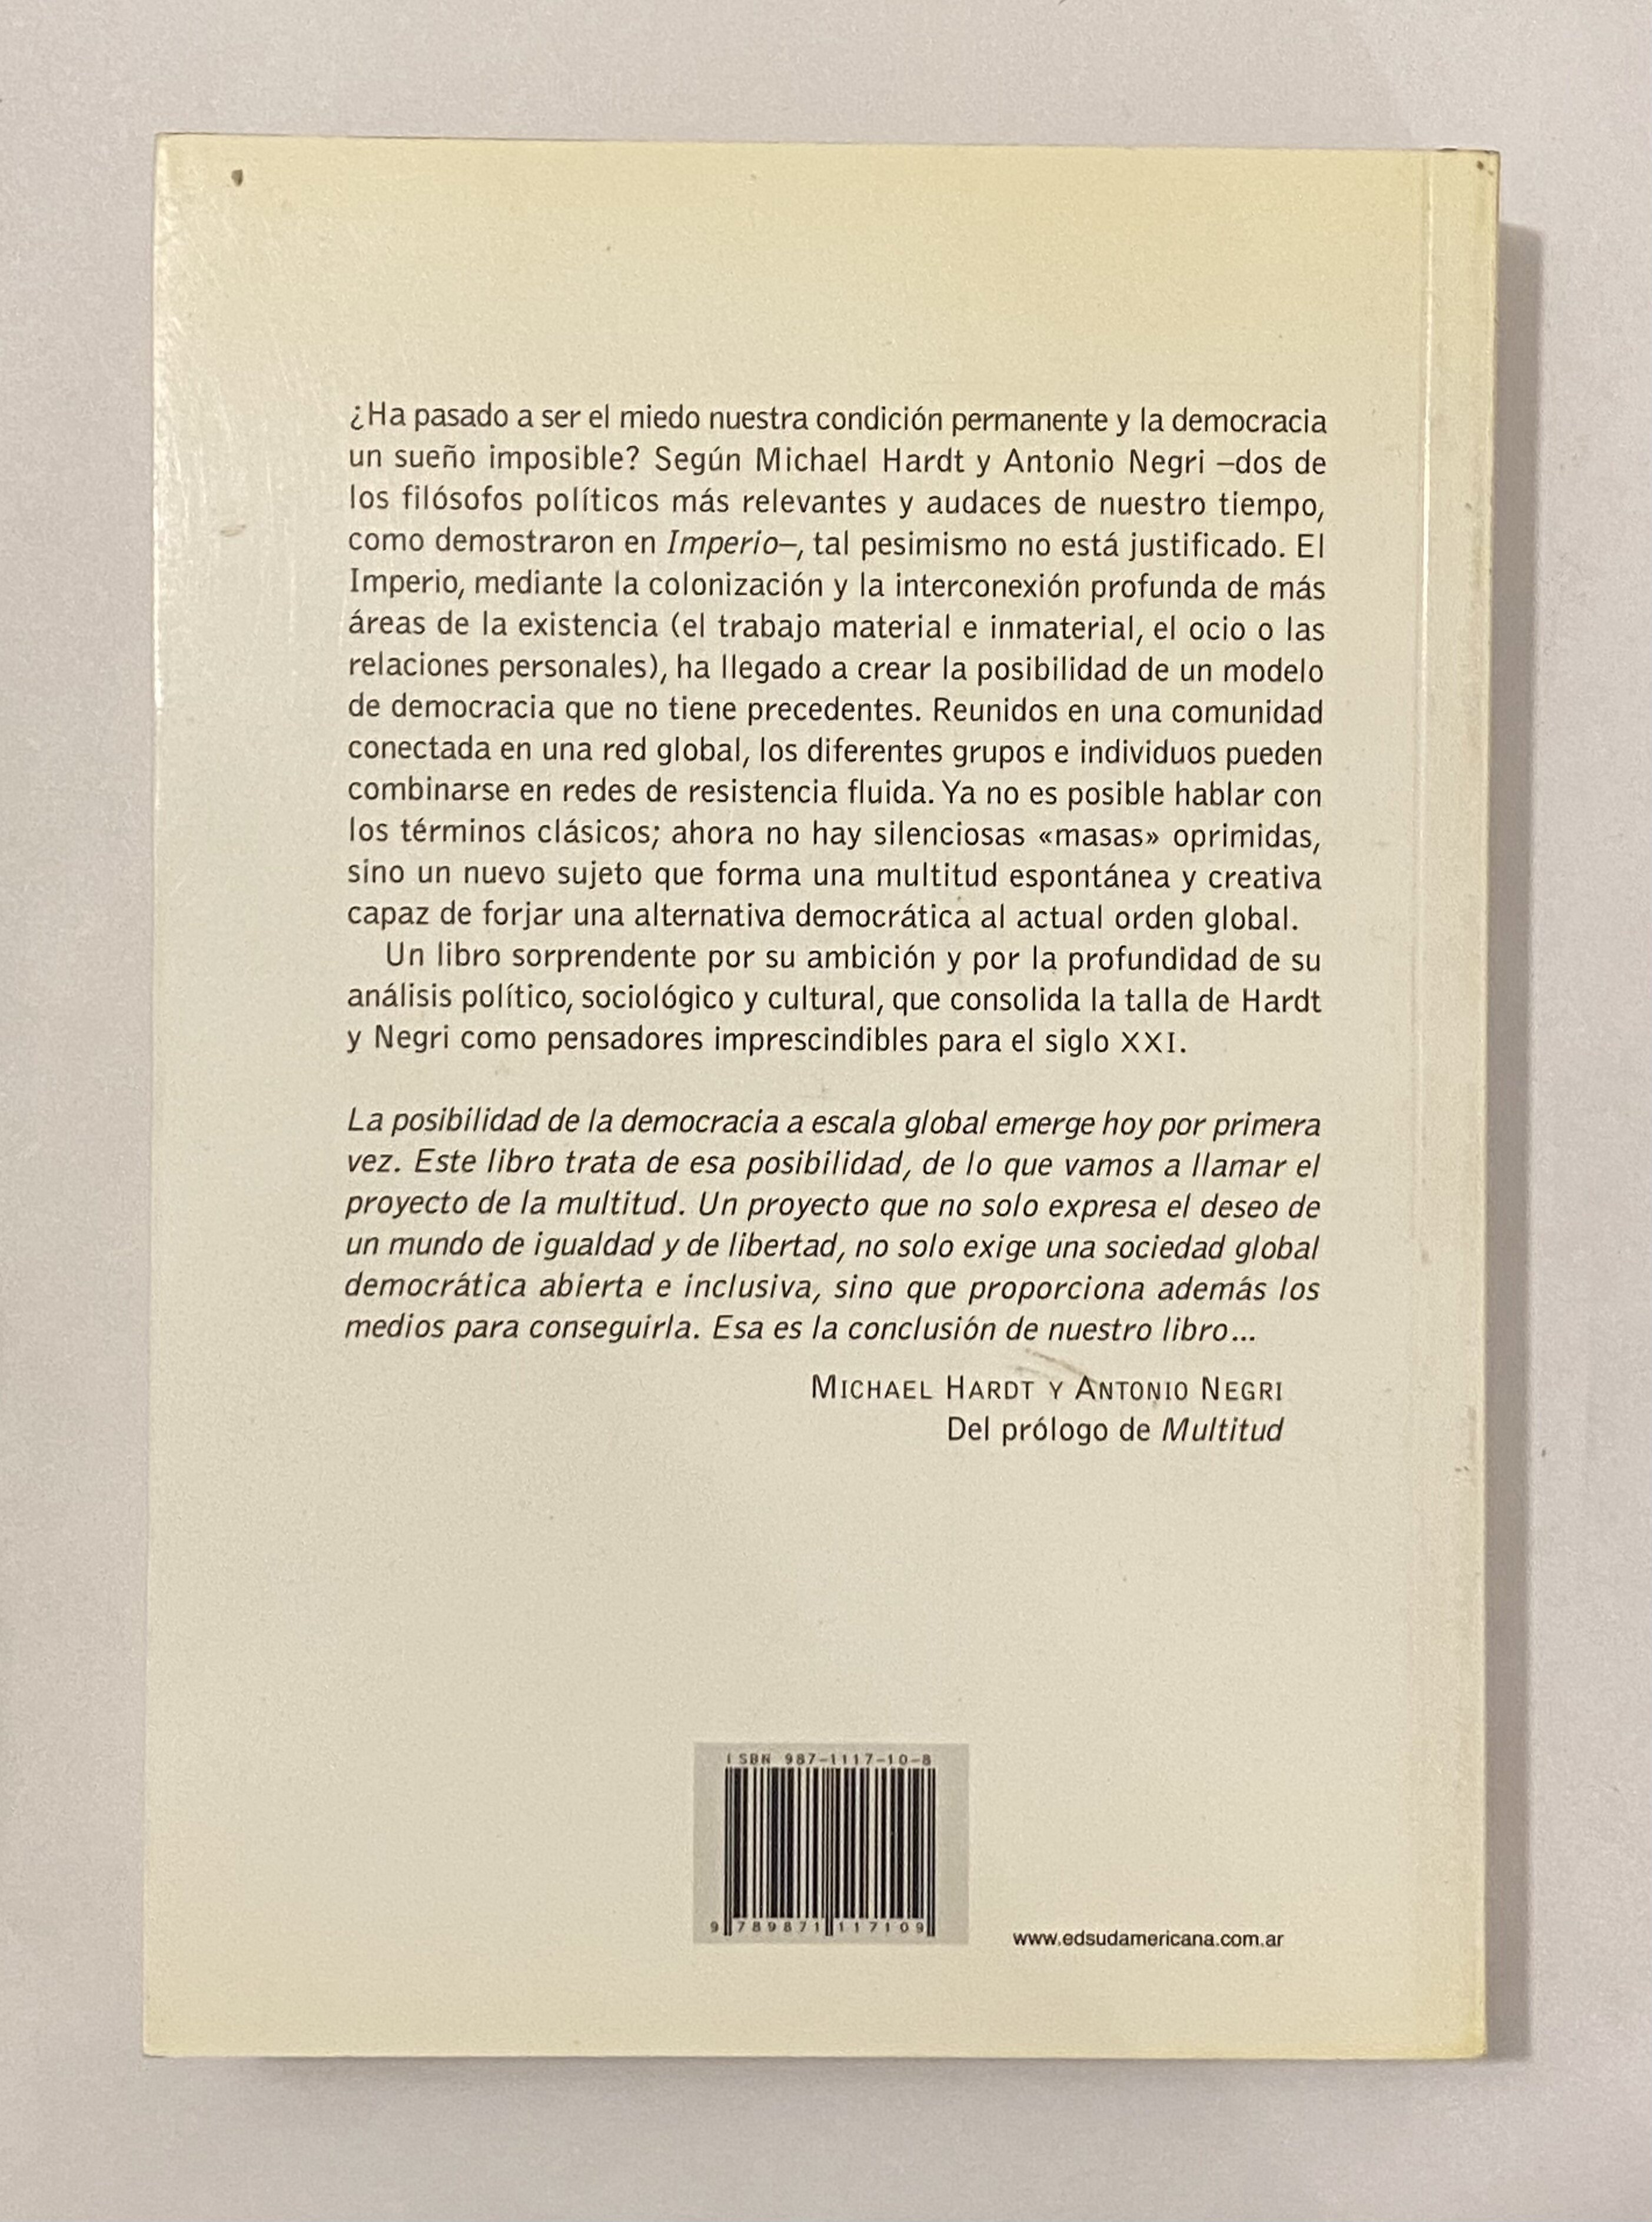 ¿Ha pasado a ser el miedo nuestra condición permanente y la democracia
un sueño imposible? Según Michael Hardt y Antonio Negri –dos de
los filósofos políticos más relevantes y audaces de nuestro tiempo,
como demostraron en Imperio–, tal pesimismo no está justificado. El
Imperio, mediante la colonización y la interconexión profunda de más
áreas de la existencia (el trabajo material e inmaterial, el ocio o las
relaciones personales), ha llegado a crear la posibilidad de un modelo
de democracia que no tiene precedentes. Reunidos en una comunidad
conectada en una red global, los diferentes grupos e individuos pueden
combinarse en redes de resistencia fluida. Ya no es posible hablar con
los términos clásicos; ahora no hay silenciosas «masas» oprimidas,
sino un nuevo sujeto que forma una multitud espontánea y creativa
capaz de forjar una alternativa democrática al actual orden global.
Un libro sorprendente por su ambición y por la profundidad de su
análisis político, sociológico y cultural, que consolida la talla de Hardt
y Negri como pensadores imprescindibles para el siglo XXI.
La posibilidad de la democracia a escala global emerge hoy por primera
vez. Este libro trata de esa posibilidad, de lo que vamos a llamar el
proyecto de la multitud. Un proyecto que no solo expresa el deseo de
un mundo de igualdad y de libertad, no solo exige una sociedad global
democrática abierta e inclusiva, sino que proporciona además los
medios para conseguirla. Esa es la conclusión de nuestro libro...
MICHAEL HARDT Y ANTONIO NEGRI
Del prólogo de Multitud
ISBN 987-1117-10-8
9 789871 117109
www.edsudamericana.com.ar